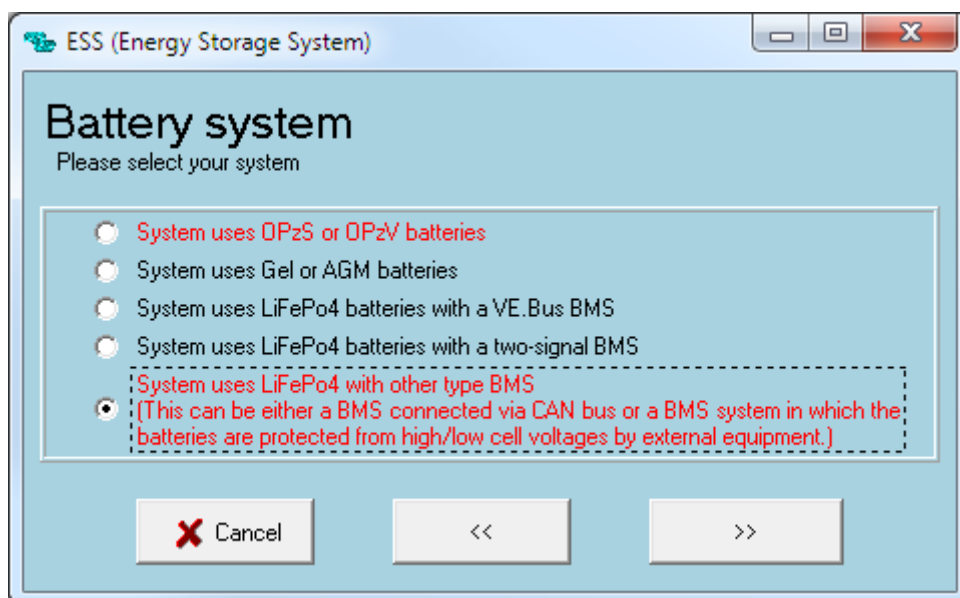 ESS (Energy Storage System)
Battery system
Please select your system
System uses OPzS or OPzV batteries
System uses Gel or AGM batteries
System uses LiFePo4 batteries with a VE.Bus BMS
System uses LiFePo4 batteries with a two-signal BMS
System uses LiFePo4 with other type BMS
(This can be either a BMS connected via CAN bus or a BMS system in which the
batteries are protected from high/low cell voltages by external equipment.)
Cancel
<<
>>